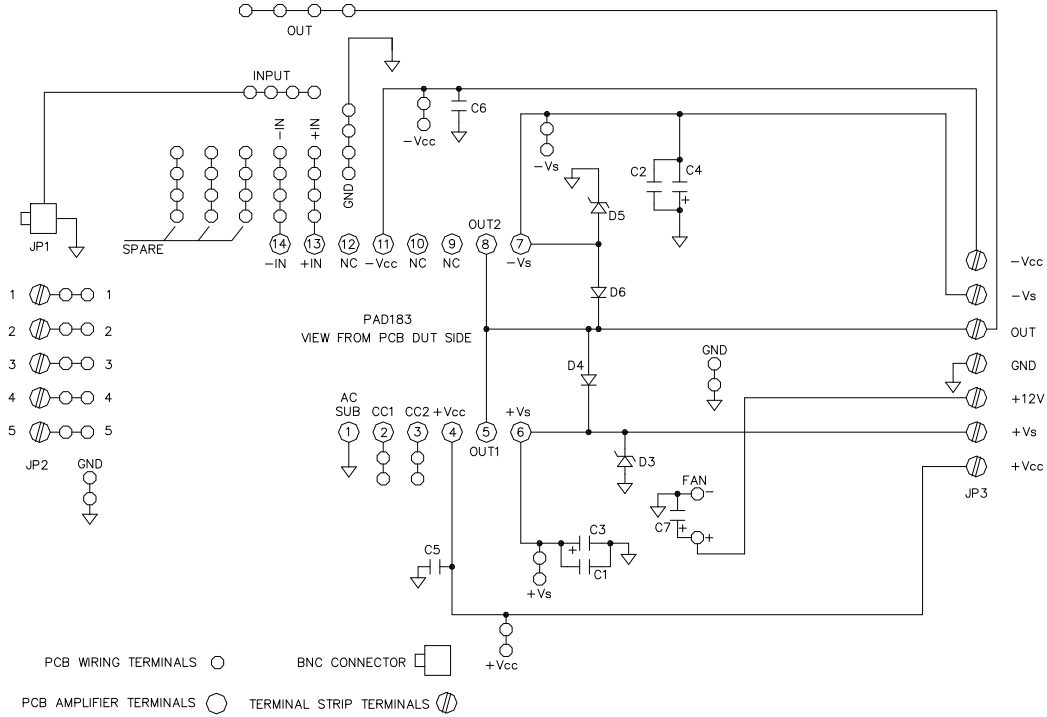 OUT
INPUT
-IN
+IN
GND
-Vcc
C6
-Vs
C2
C4
+
D5
JP1
SPARE
OUT2
14
13
12
11
10
9
8
7
-IN
+IN
NC
-Vcc
NC
NC
-Vs
D6
-Vcc
-Vs
OUT
GND
+12V
+Vs
+Vcc
JP3
1
1
2
2
3
3
4
4
5
5
JP2
GND
PAD183
VIEW FROM PCB DUT SIDE
D4
GND
AC
SUB
CC1
CC2
+Vcc
+Vs
1
2
3
4
5
6
OUT1
D3
FAN
-
C7
+
+
C5
C3
+
C1
+Vs
+Vcc
PCB WIRING TERMINALS
BNC CONNECTOR
PCB AMPLIFIER TERMINALS
TERMINAL STRIP TERMINALS